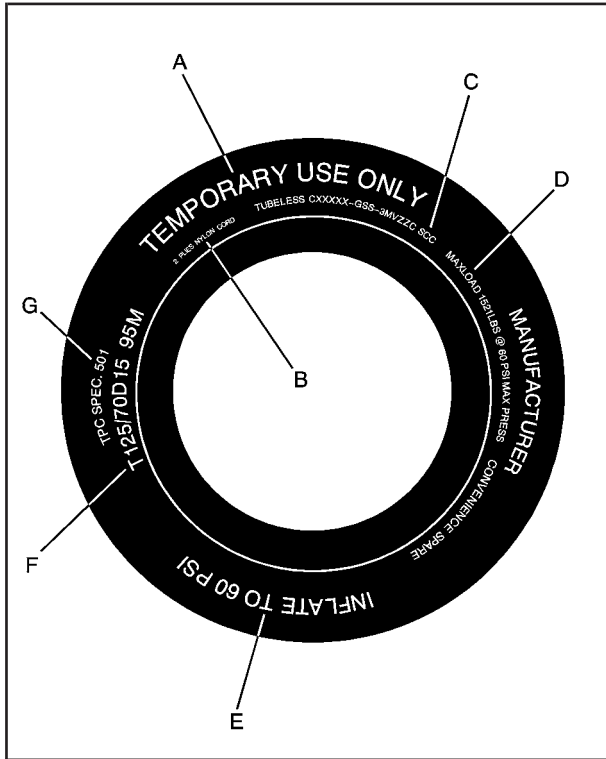 A
C
TEMPORARY USE ONLY
D
TUBELESS CXXXXX-GSS-3MVZZC SCC
2 PLIES NYLON CORD
MAXLOAD 1521LBS @ 60 PSI MAX PRESS
MANUFACTURER
G
TPC SPEC. 501
T125/70D15 95M
B
CONVENIENCE SPARE
F
INFLATE TO 60 PSI
E